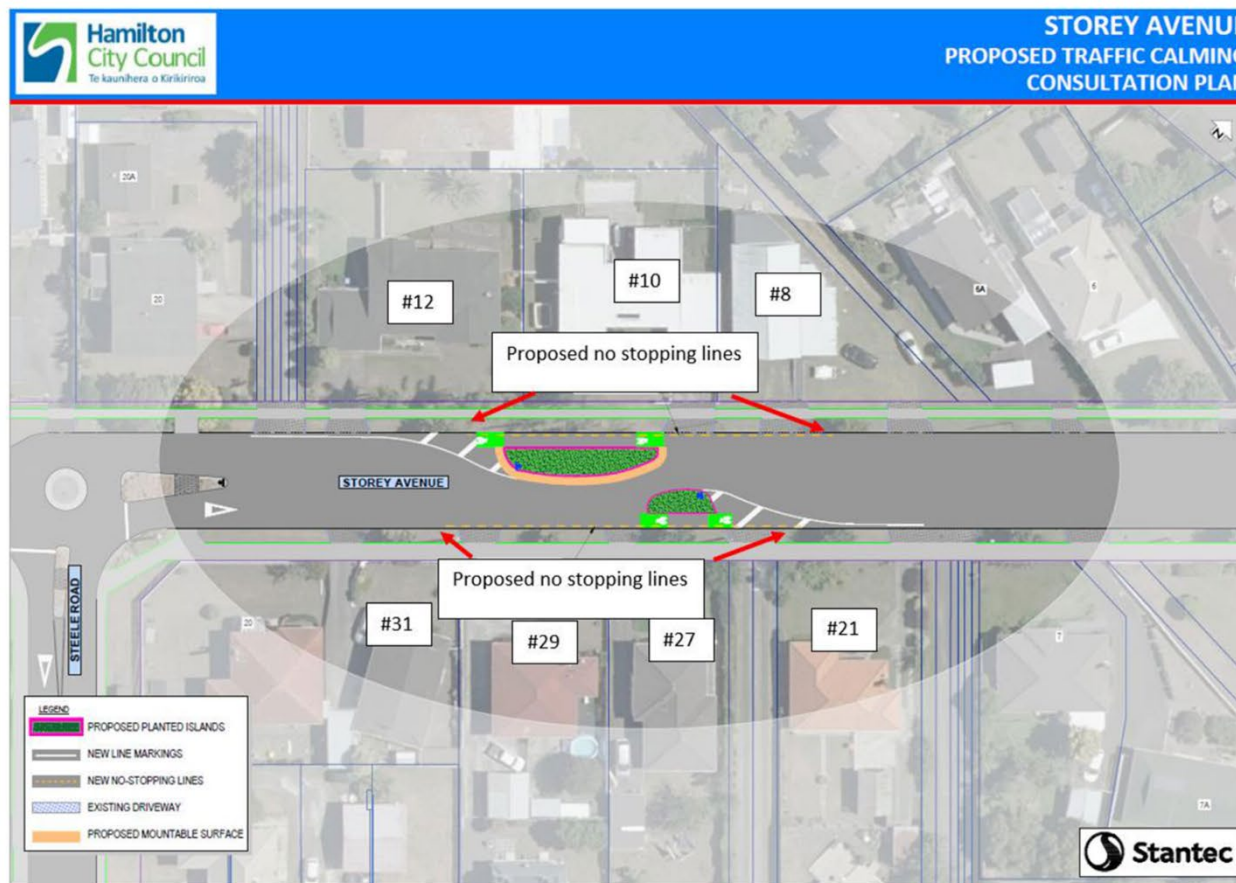 Hamilton
City Council
Te kaunihera o Kirikiriroa
STOREY AVENUE
PROPOSED TRAFFIC CALMING
CONSULTATION PLAN
N
20A
20
#12
#10
#8
6A
6
Proposed no stopping lines
STOREY AVENUE
Proposed no stopping lines
STEELE ROAD
20
#31
#29
#27
#21
7
7A
LEGEND
PROPOSED PLANTED ISLANDS
NEW LINE MARKINGS
NEW NO-STOPPING LINES
EXISTING DRIVEWAY
PROPOSED MOUNTABLE SURFACE
Stantec